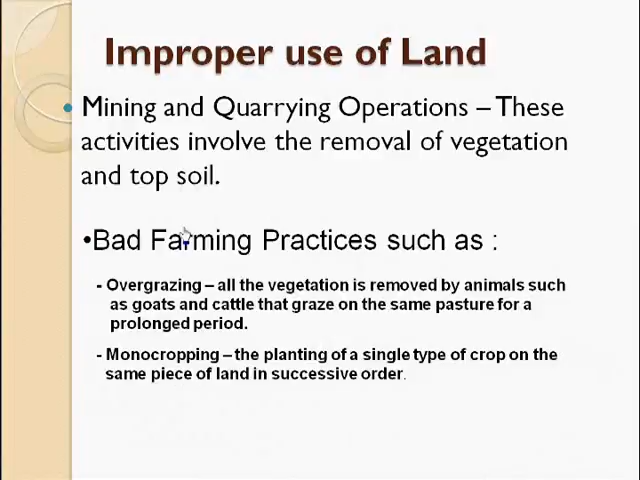 Improper use of Land
• Mining and Quarrying Operations – These
activities involve the removal of vegetation
and top soil.
•Bad Farming Practices such as :
- Overgrazing – all the vegetation is removed by animals such
as goats and cattle that graze on the same pasture for a
prolonged period.
- Monocropping – the planting of a single type of crop on the
same piece of land in successive order.